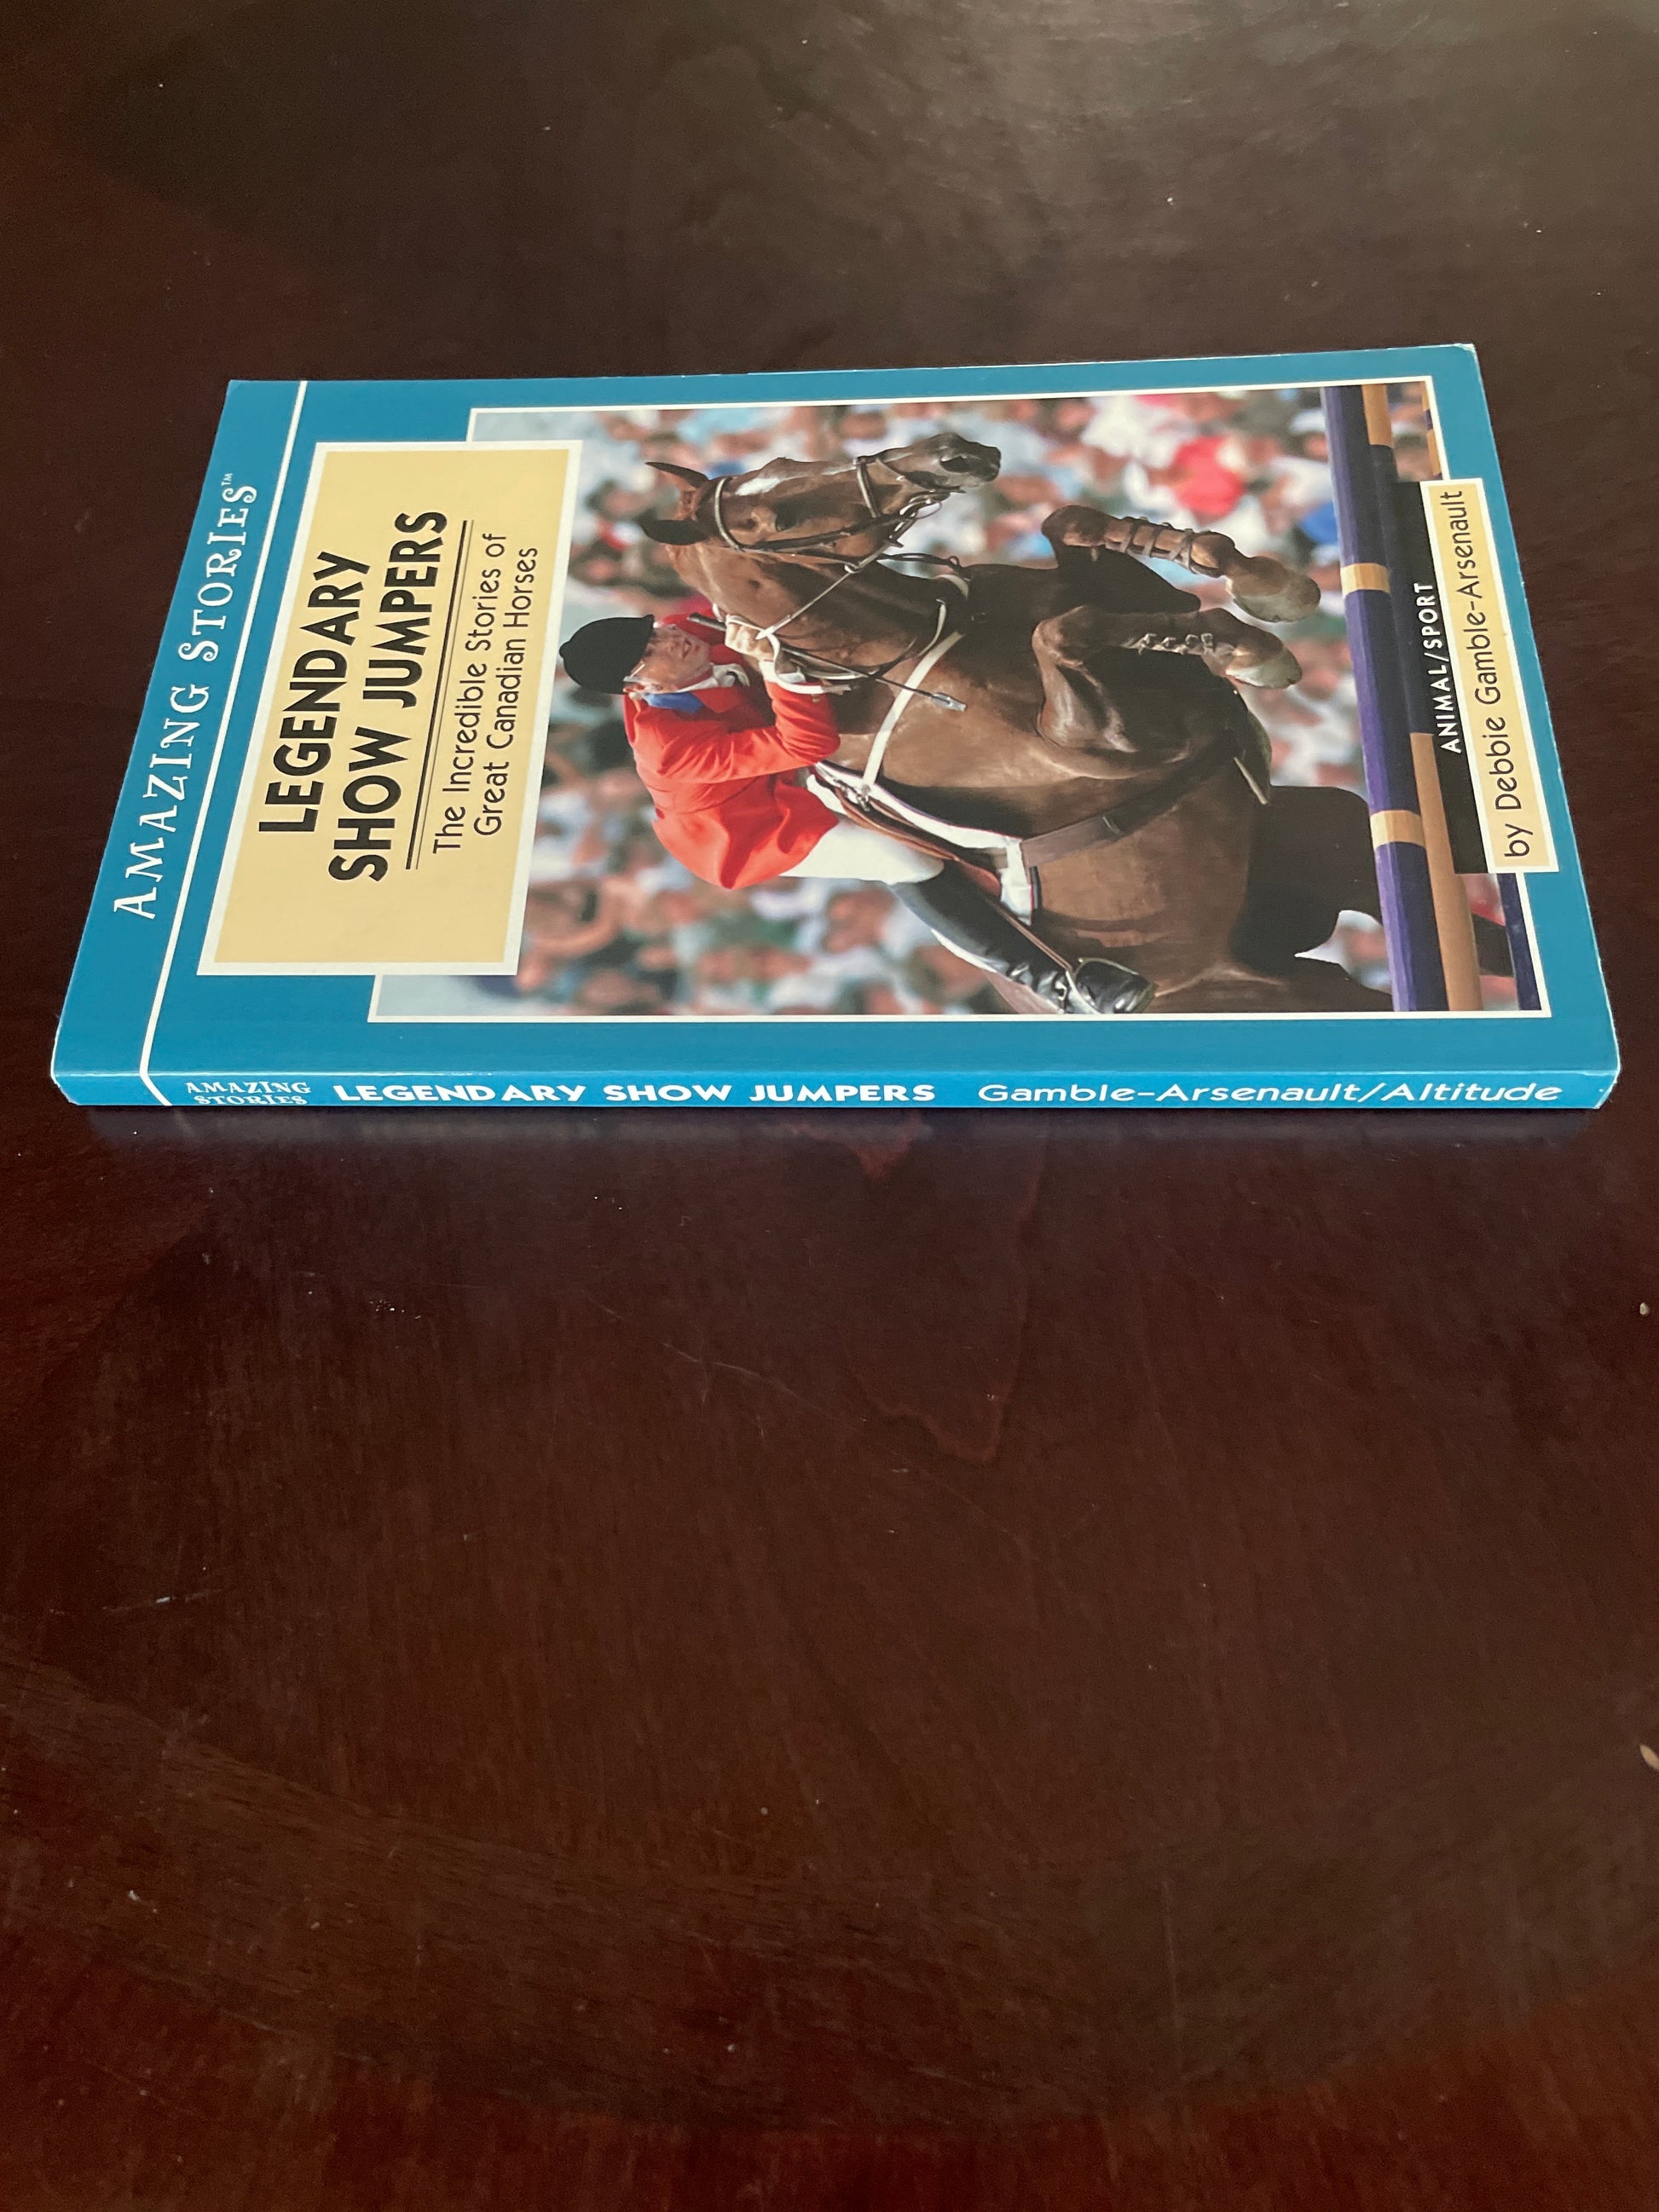 AMAZING STORIES™
LEGENDARY
SHOW JUMPERS
The Incredible Stories of
Great Canadian Horses
ANIMAL/SPORT
by Debbie Gamble-Arsenault
AMAZING
STORIES
LEGENDARY SHOW JUMPERS Gamble-Arsenault/Altitude